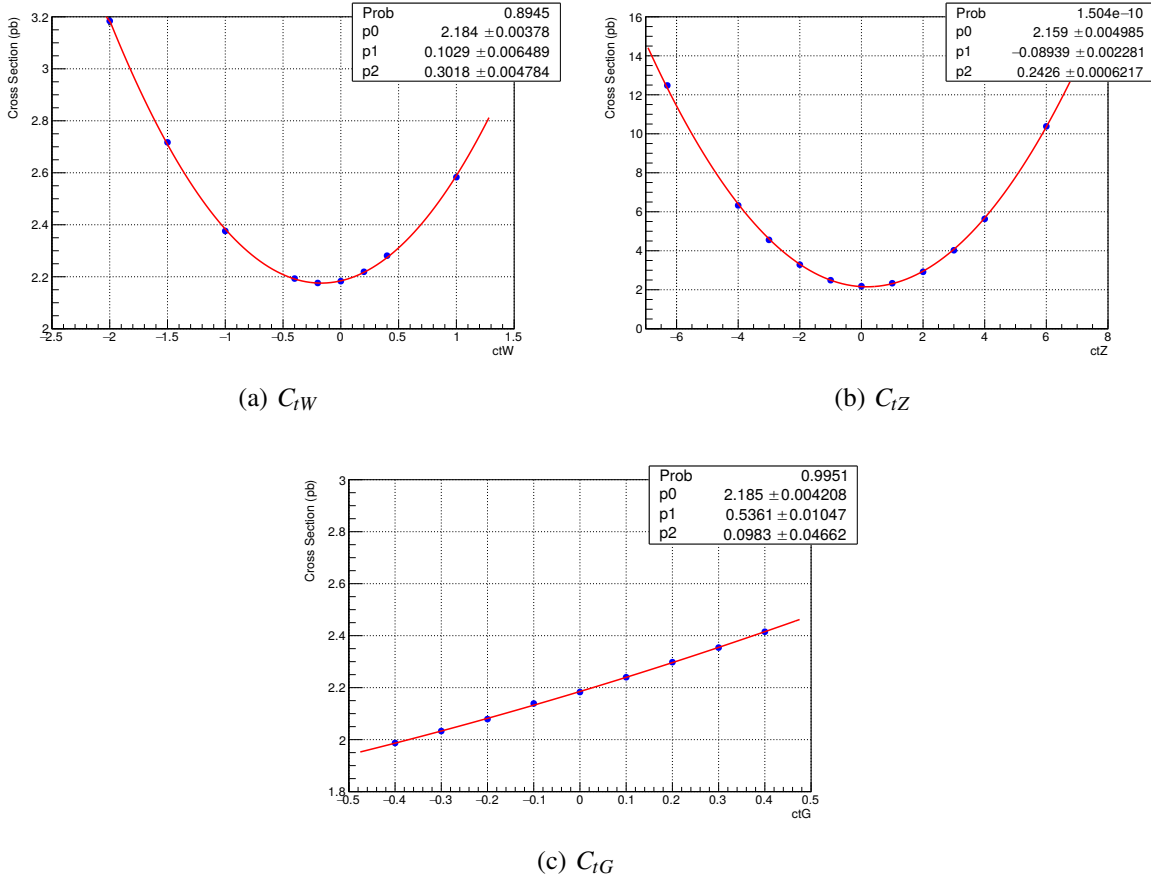 Prob 0.8945
p0 2.184 ±0.00378
p1 0.1029 ±0.006489
p2 0.3018 ±0.004784
Cross Section (pb)
3.2
3
2.8
2.6
2.4
2.2
2
−2.5 −2 −1.5 −1 −0.5 0 0.5 1 1.5
ctW
(a) CtW
Prob 1.504e−10
p0 2.159 ±0.004985
p1 -0.08939 ±0.002281
p2 0.2426 ±0.0006217
Cross Section (pb)
16
14
12
10
8
6
4
2
0
−6 −4 −2 0 2 4 6 8
ctZ
(b) CtZ
Prob 0.9951
p0 2.185 ±0.004208
p1 0.5361 ±0.01047
p2 0.0983 ±0.04662
Cross Section (pb)
3
2.8
2.6
2.4
2.2
2
1.8
−0.5 −0.4 −0.3 −0.2 −0.1 0 0.1 0.2 0.3 0.4 0.5
ctG
(c) CtG